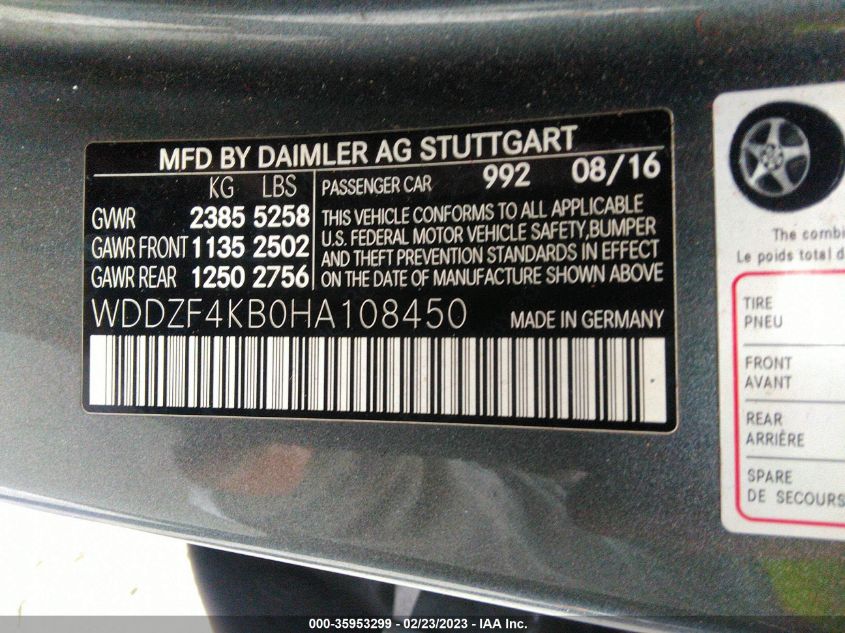 MFD BY DAIMLER AG STUTTGART
KG LBS
GVWR 2385 5258
GAWR FRONT 1135 2502
GAWR REAR 1250 2756
PASSENGER CAR 992 08/16
THIS VEHICLE CONFORMS TO ALL APPLICABLE
U.S. FEDERAL MOTOR VEHICLE SAFETY,BUMPER
AND THEFT PREVENTION STANDARDS IN EFFECT
ON THE DATE OF MANUFACTURE SHOWN ABOVE
WDDZF4KB0HA108450 MADE IN GERMANY
The combi
Le poids total d
TIRE
PNEU
FRONT
AVANT
REAR
ARRIÈRE
SPARE
DE SECOURS
000-35953299 - 02/23/2023 - IAA Inc.